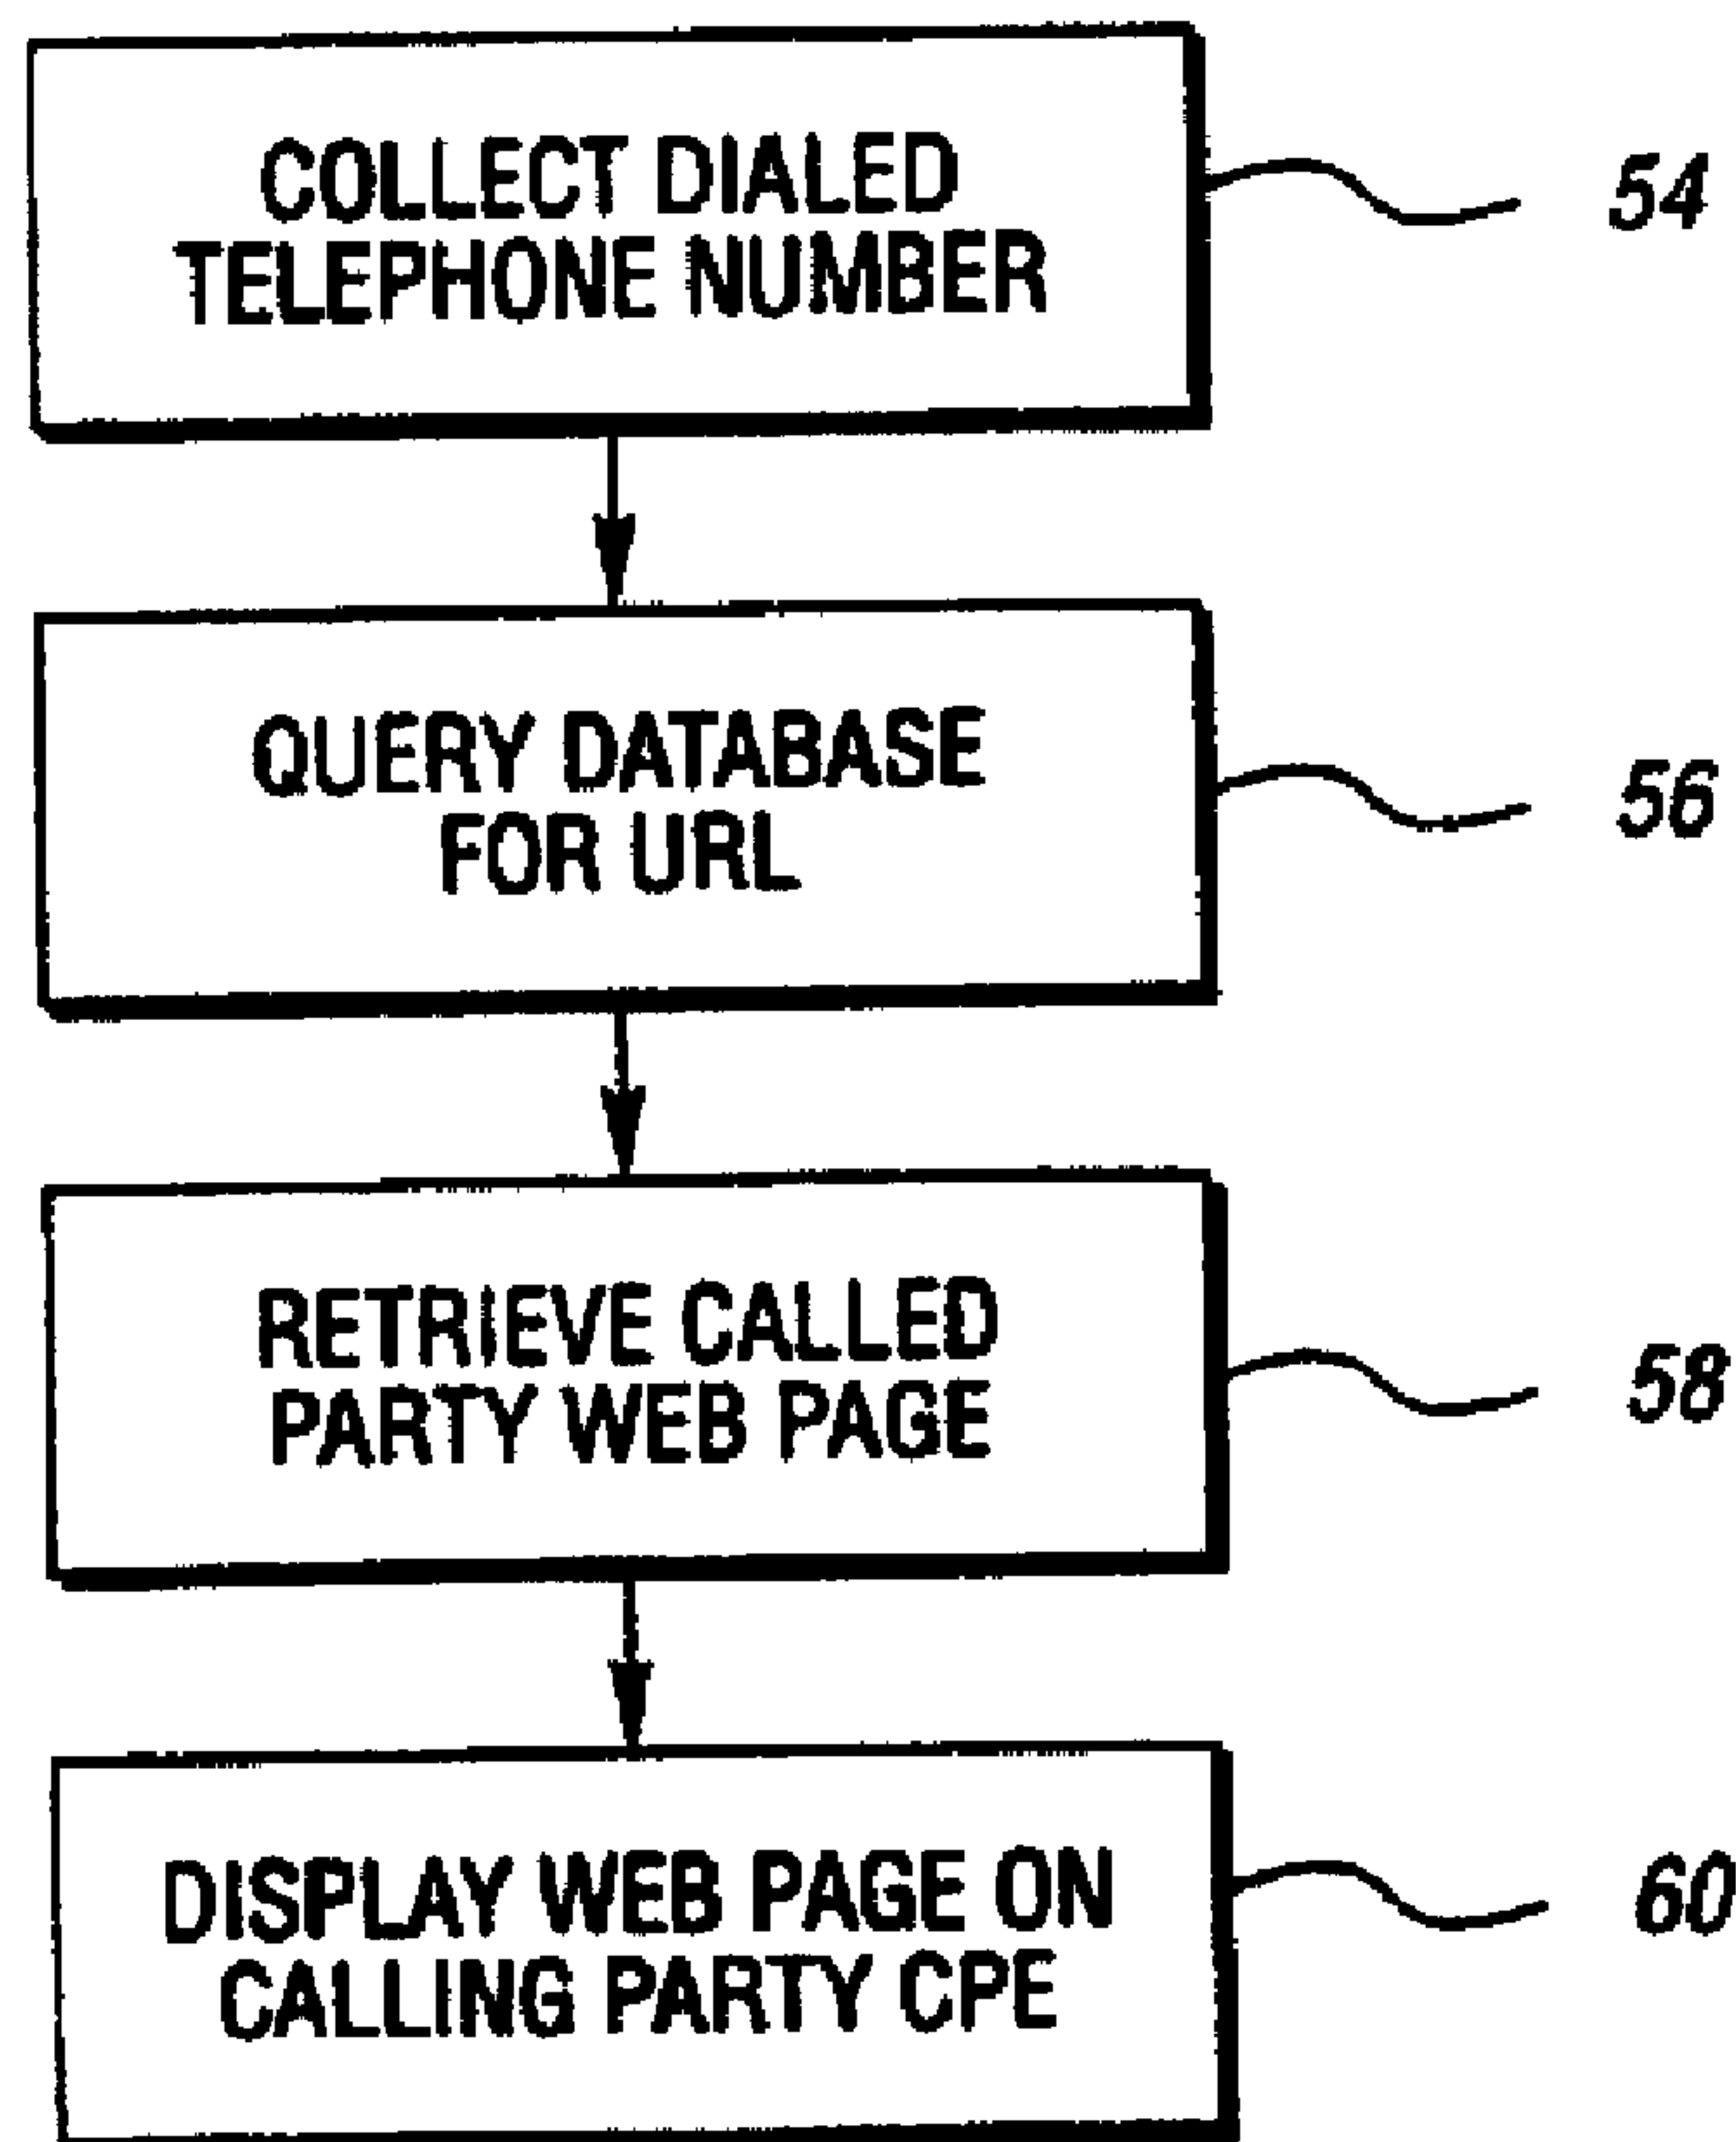 COLLECT DIALED
TELEPHONE NUMBER
54
QUERY DATABASE
FOR URL
56
RETRIEVE CALLED
PARTY WEB PAGE
58
DISPLAY WEB PAGE ON
CALLING PARTY CPE
60